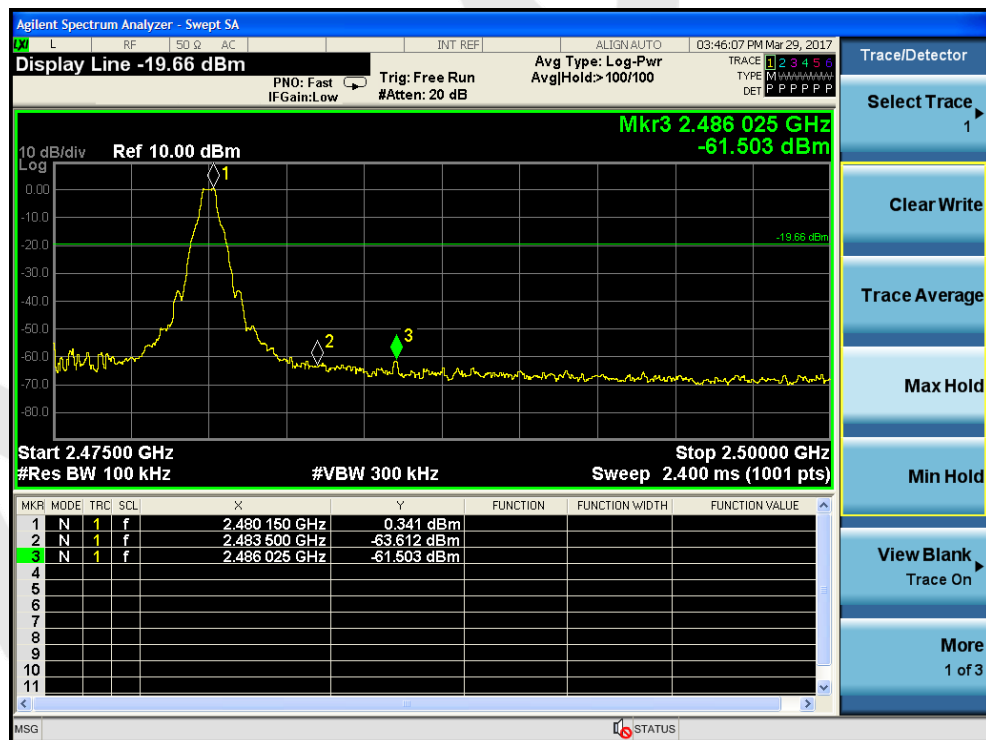 Agilent Spectrum Analyzer - Swept SA
LXI L RF 50 Ω AC INT REF ALIGN AUTO 03:46:07 PM Mar 29, 2017
Display Line -19.66 dBm
PNO: Fast
IFGain:Low
Trig: Free Run
#Atten: 20 dB
Avg Type: Log-Pwr
Avg|Hold:>100/100
TRACE 1 2 3 4 5 6
TYPE M WWWWW
DET P P P P P P
Mkr3 2.486 025 GHz
-61.503 dBm
10 dB/div Ref 10.00 dBm
Log
1
0.00
-10.0
-19.66 dBm
-20.0
-30.0
-40.0
-50.0
2
3
-60.0
-70.0
-80.0
Start 2.47500 GHz Stop 2.50000 GHz
#Res BW 100 kHz #VBW 300 kHz Sweep 2.400 ms (1001 pts)
MKR MODE TRC SCL X Y FUNCTION FUNCTION WIDTH FUNCTION VALUE
1 N 1 f 2.480 150 GHz 0.341 dBm
2 N 1 f 2.483 500 GHz -63.612 dBm
3 N 1 f 2.486 025 GHz -61.503 dBm
4
5
6
7
8
9
10
11
MSG STATUS
Trace/Detector
Select Trace
1
Clear Write
Trace Average
Max Hold
Min Hold
View Blank
Trace On
More
1 of 3